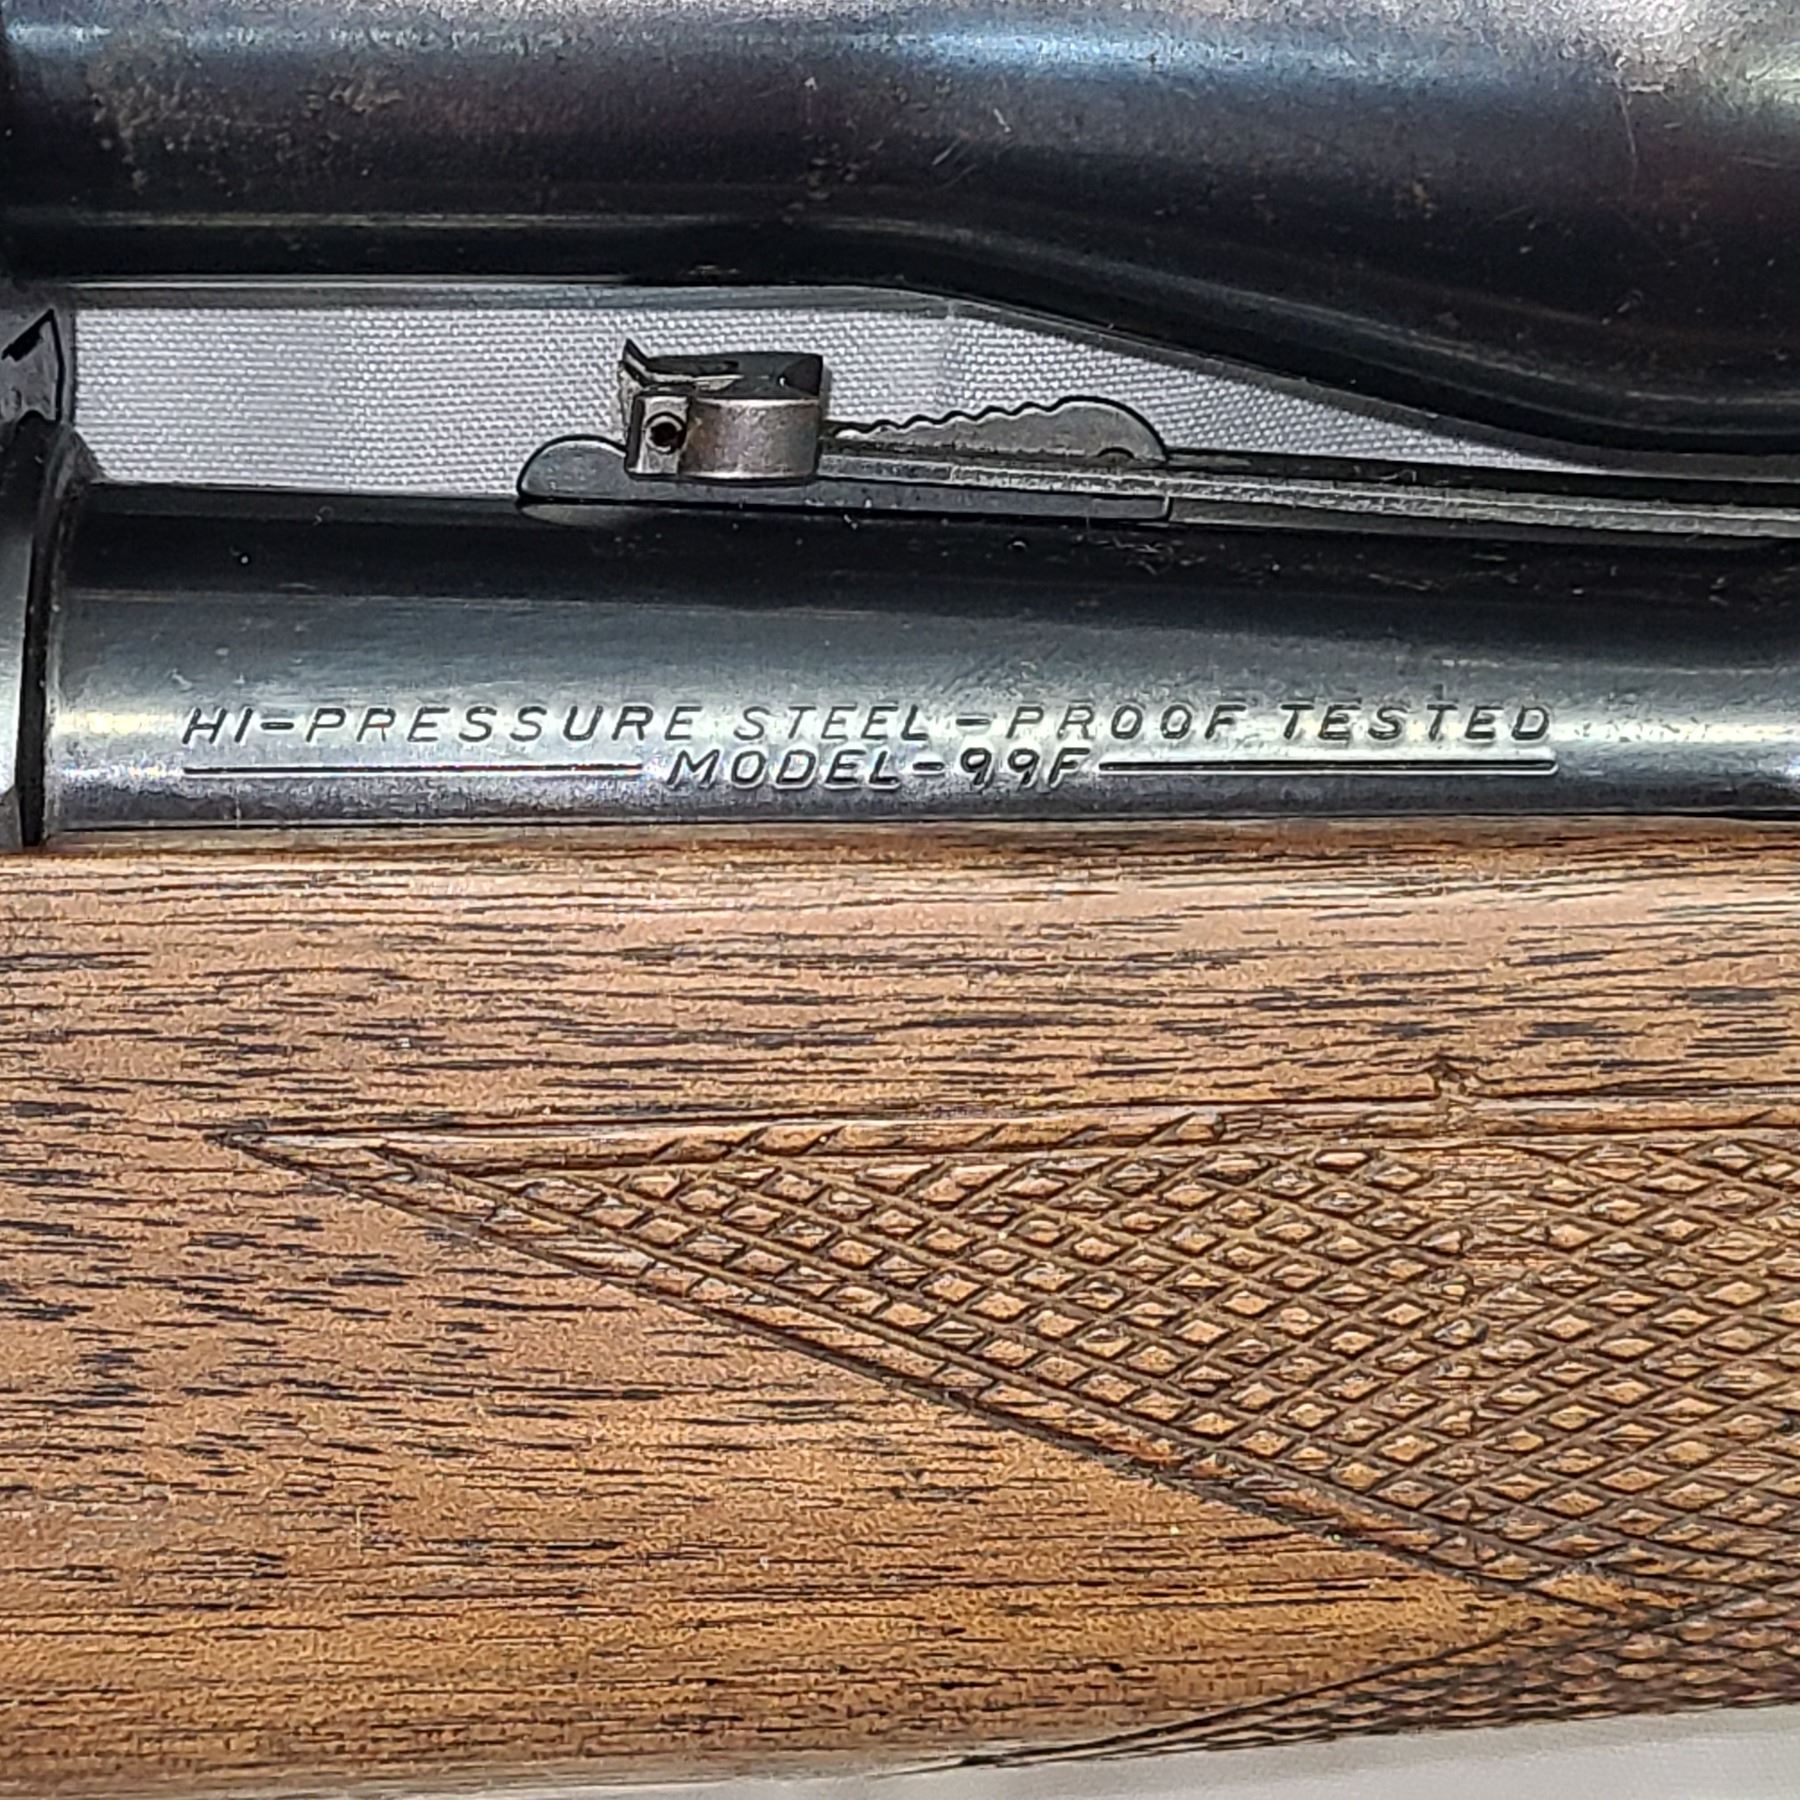 HI-PRESSURE STEEL-PROOF TESTED
MODEL-99F